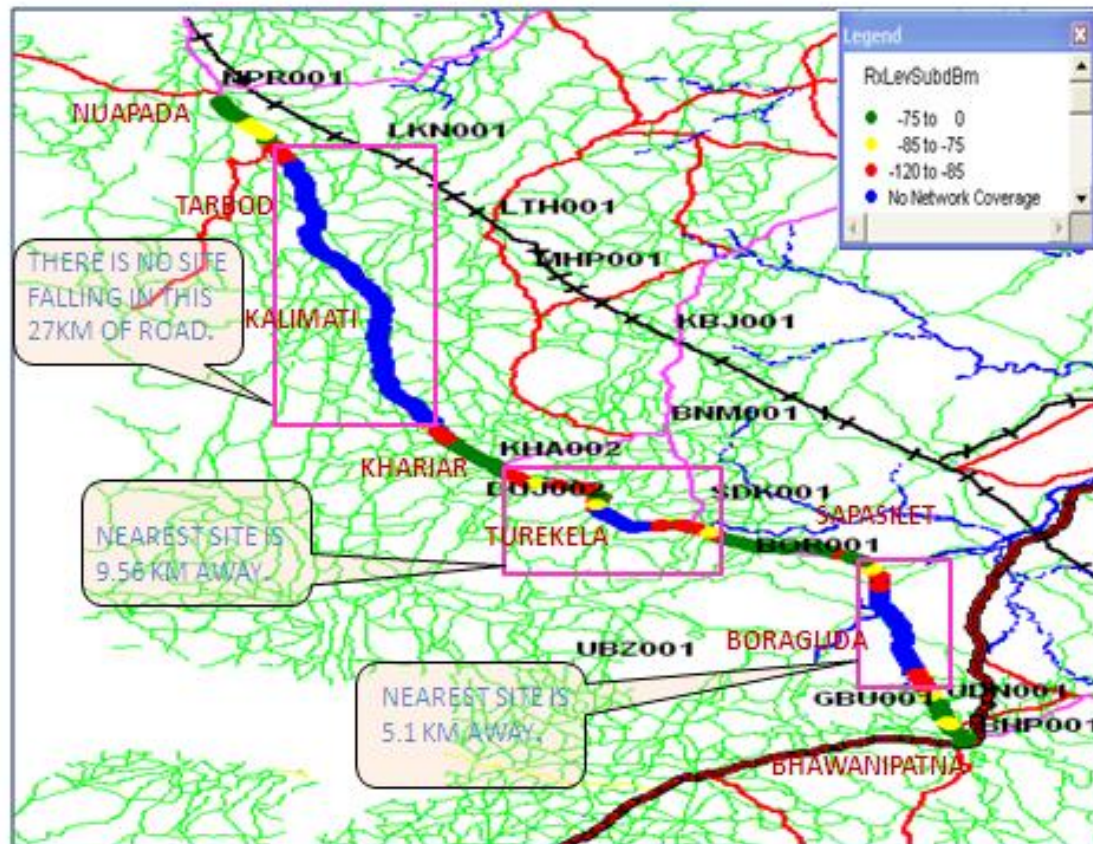 Legend
RxLevSubdBm
-75 to 0
-85 to -75
-120 to -85
No Network Coverage
NPR001
NUAPADA
LKN001
TARBOD
LTH001
THERE IS NO SITE
FALLING IN THIS
27KM OF ROAD.
MHP001
KALIMATI
KBJ001
BNM001
KHA002
KHARIAR
SDK001
TUREKELA
SAPASILET
NEAREST SITE IS
9.56 KM AWAY.
BOR001
BORAGUDA
UBZ001
NEAREST SITE IS
5.1 KM AWAY.
GBU001
UDN001
BHP001
BHAWANIPATNA